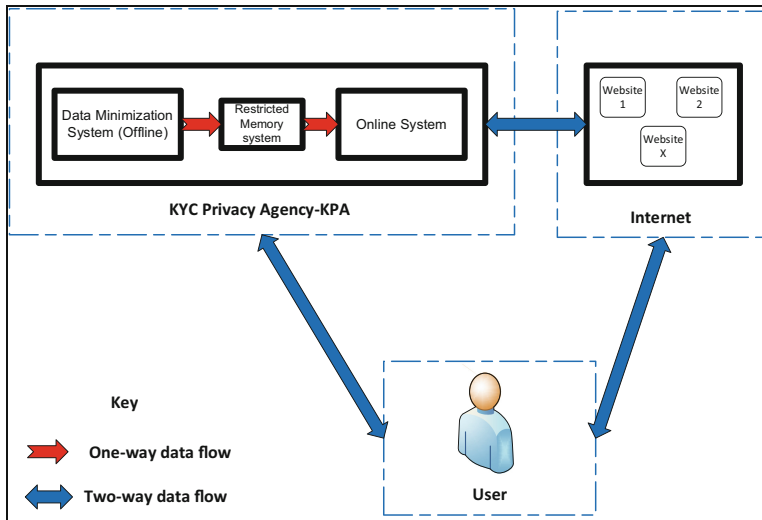 Data Minimization
System (Offline)
Restricted
Memory
system
Online System
KYC Privacy Agency-KPA
Website
1
Website
2
Website
X
Internet
User
Key
One-way data flow
Two-way data flow